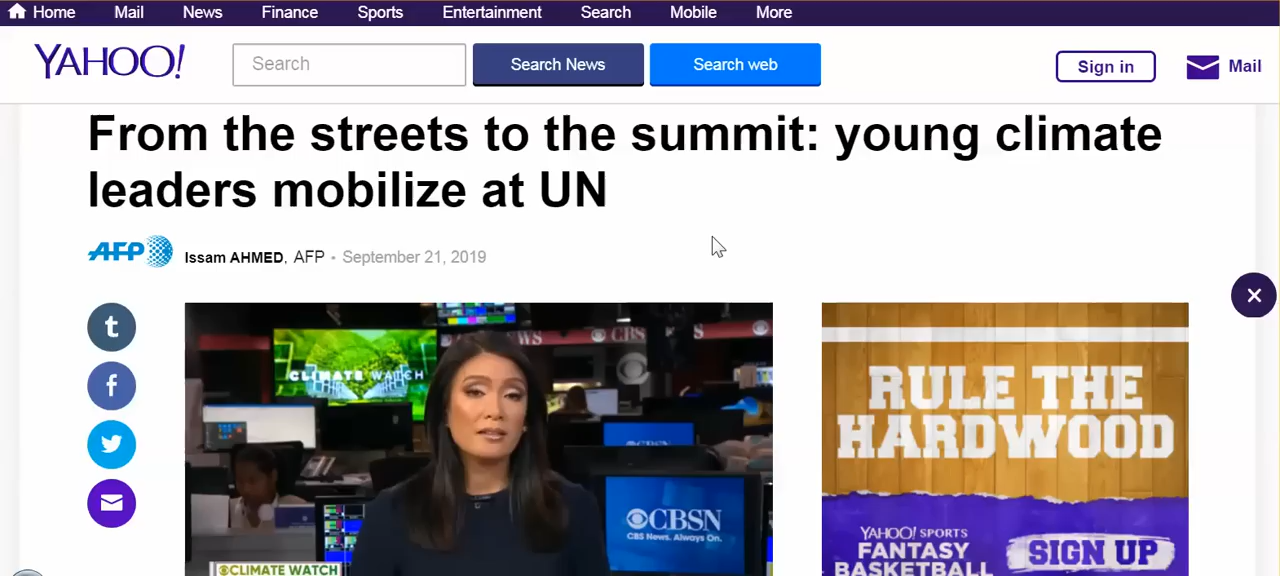 Home Mail News Finance Sports Entertainment Search Mobile More
YAHOO! Search Search News Search web Sign in Mail
From the streets to the summit: young climate
leaders mobilize at UN
AFP Issam AHMED, AFP • September 21, 2019
t
f
CLIMATE WATCH
CBS
CBSN
CBSN
CBS News. Always On.
CLIMATE WATCH
RULE THE
HARDWOOD
YAHOO! SPORTS
FANTASY
BASKETBALL
SIGN UP